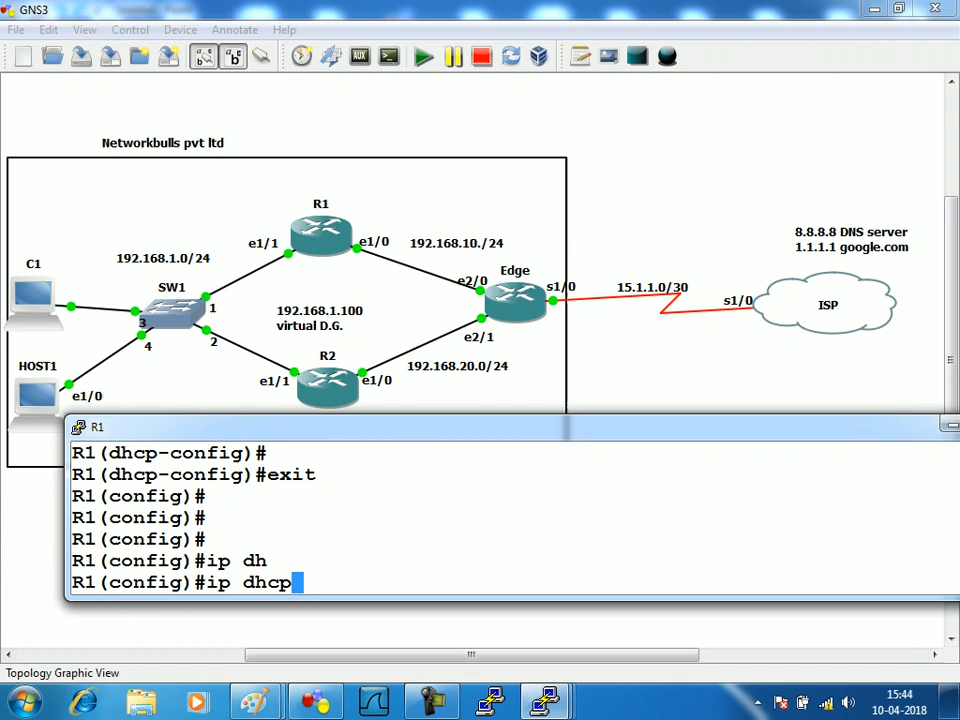 GNS3
File Edit View Control Device Annotate Help
AUX
Networkbulls pvt ltd
R1
e1/1
e1/0
192.168.10./24
8.8.8.8 DNS server
1.1.1.1 google.com
C1
192.168.1.0/24
SW1
Edge
e2/0
s1/0
15.1.1.0/30
s1/0
ISP
1
3
4
2
192.168.1.100
virtual D.G.
e2/1
HOST1
R2
192.168.20.0/24
e1/0
e1/1
e1/0
R1
R1(dhcp-config)#
R1(dhcp-config)#exit
R1(config)#
R1(config)#
R1(config)#
R1(config)#ip dh
R1(config)#ip dhcp
Topology Graphic View
15:44
10-04-2018